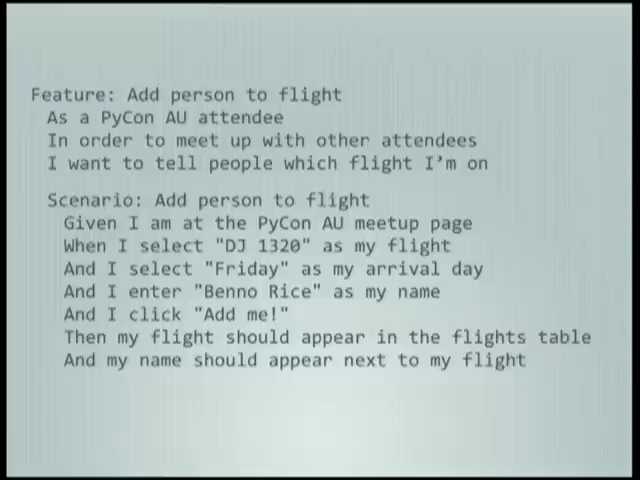 Feature: Add person to flight
As a PyCon AU attendee
In order to meet up with other attendees
I want to tell people which flight I’m on
Scenario: Add person to flight
Given I am at the PyCon AU meetup page
When I select "DJ 1320" as my flight
And I select "Friday" as my arrival day
And I enter "Benno Rice" as my name
And I click "Add me!"
Then my flight should appear in the flights table
And my name should appear next to my flight